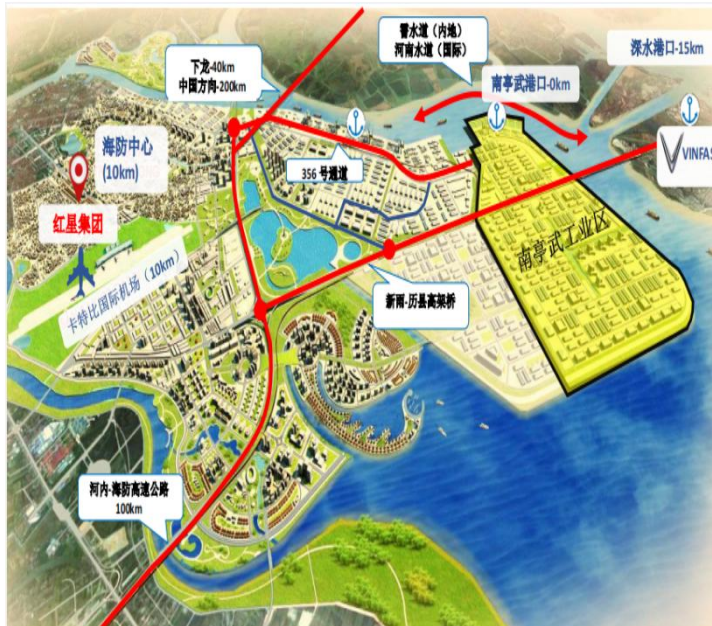 霄水道（内地）
河南水道（国际）
深水港口-15km
下龙-40km
中国方向-200km
南亭武港口-0km
海防中心
(10km)
356 号通道
VINFAS
红星集团
南亭武工业区
卡特比国际机场（10km）
新雨-历县高架桥
河内-海防高速公路
100km